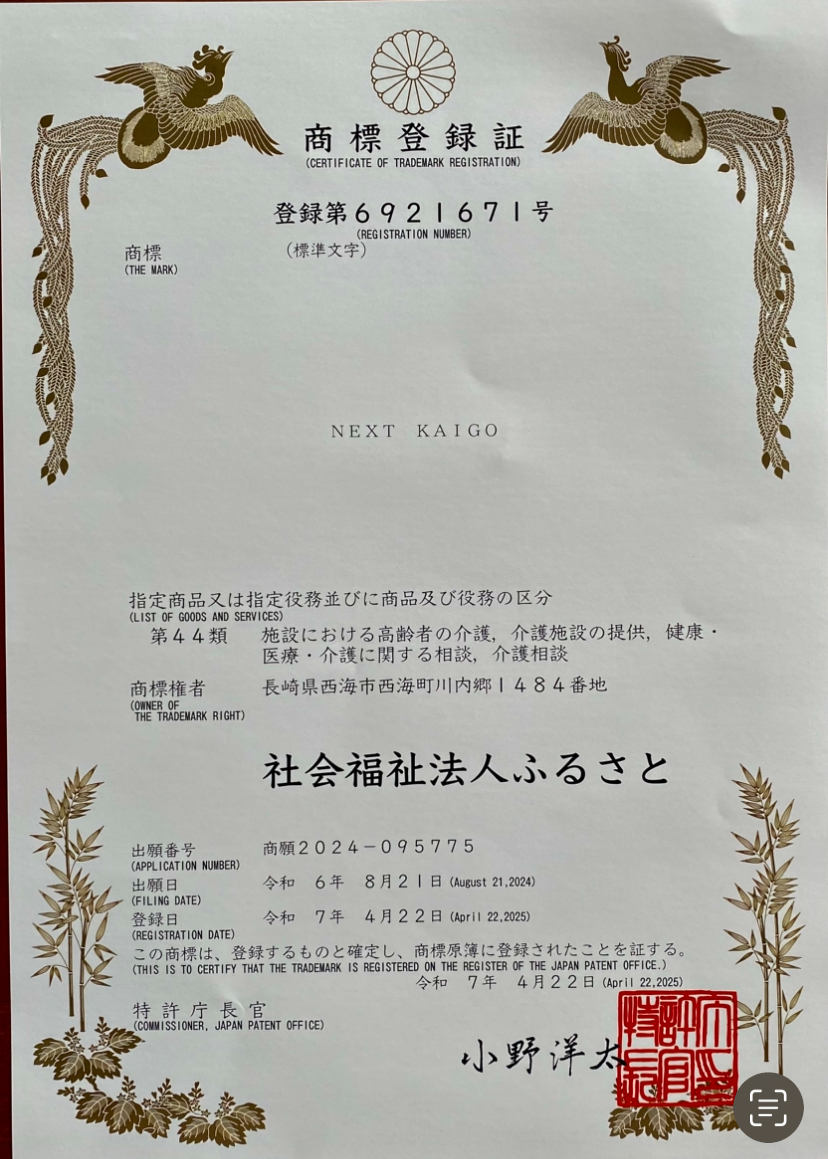 商標登録証
(CERTIFICATE OF TRADEMARK REGISTRATION)
登録第6921671号
(REGISTRATION NUMBER)
商標
(標準文字)
(THE MARK)
NEXT KAIGO
指定商品又は指定役務並びに商品及び役務の区分
(LIST OF GOODS AND SERVICES)
第44類 施設における高齢者の介護，介護施設の提供，健康・
医療・介護に関する相談，介護相談
商標権者 長崎県西海市西海町川内郷1484番地
(OWNER OF
THE TRADEMARK RIGHT)
社会福祉法人ふるさと
出願番号 商願2024-095775
(APPLICATION NUMBER)
出願日 令和 6年 8月21日(August 21,2024)
(FILING DATE)
登録日 令和 7年 4月22日(April 22,2025)
(REGISTRATION DATE)
この商標は、登録するものと確定し、商標原簿に登録されたことを証する。
(THIS IS TO CERTIFY THAT THE TRADEMARK IS REGISTERED ON THE REGISTER OF THE JAPAN PATENT OFFICE.)
令和 7年 4月22日(April 22,2025)
特許庁長官
(COMMISSIONER, JAPAN PATENT OFFICE)
小野洋太